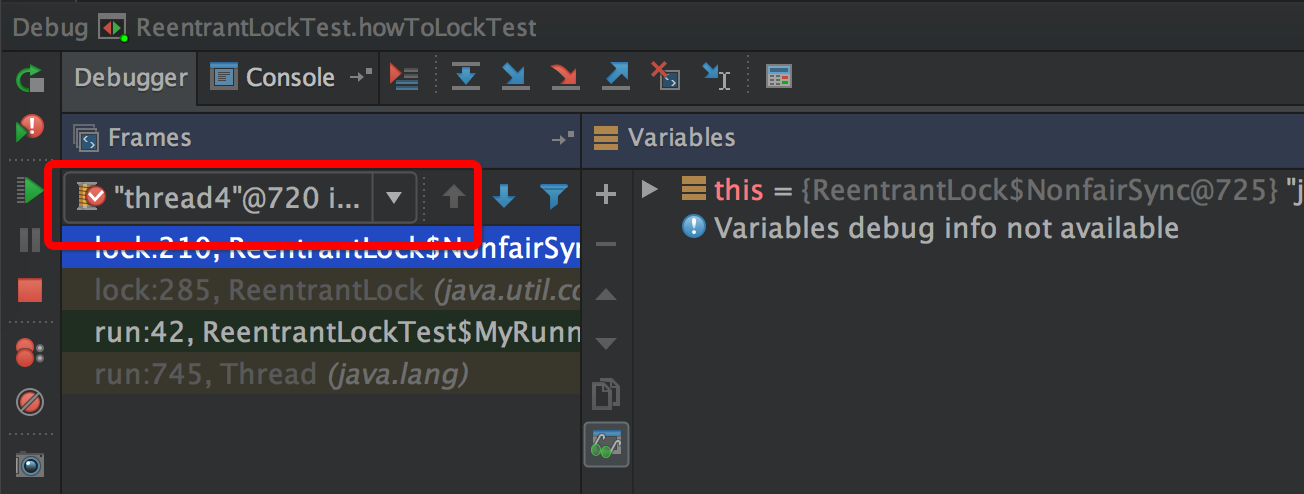 Debug ReentrantLockTest.howToLockTest
Debugger Console
Frames Variables
"thread4"@720 i... this = {ReentrantLock$NonfairSync@725} "j
Variables debug info not available
lock:210, ReentrantLock$NonfairSyn
lock:285, ReentrantLock (java.util.co
run:42, ReentrantLockTest$MyRunn
run:745, Thread (java.lang)